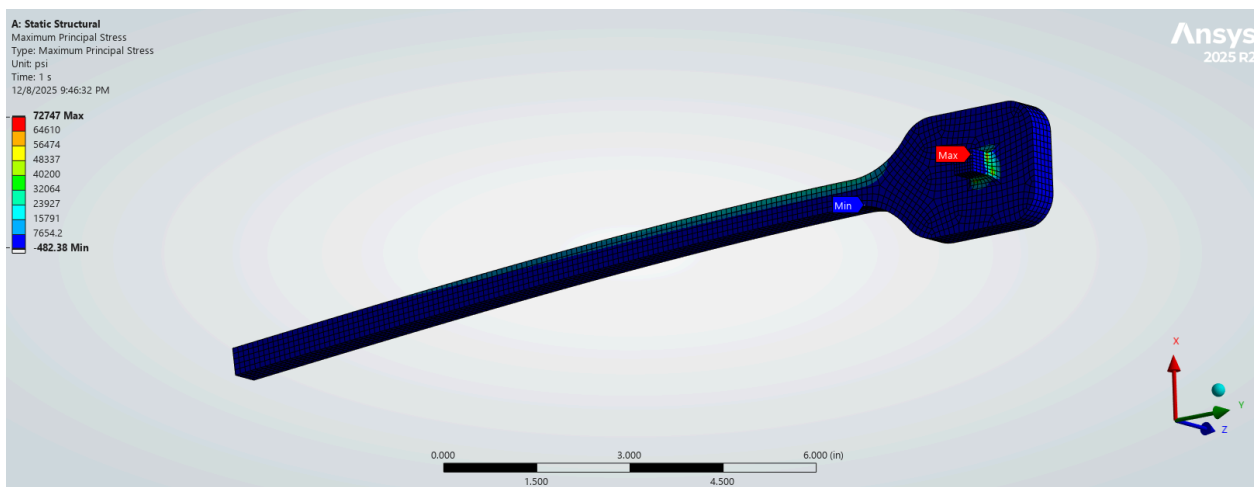 A: Static Structural
Maximum Principal Stress
Type: Maximum Principal Stress
Unit: psi
Time: 1 s
12/8/2025 9:46:32 PM
Ansys
2025 R2
72747 Max
64610
56474
48337
40200
32064
23927
15791
7654.2
-482.38 Min
Max
Min
X
Y
Z
0.000 3.000 6.000 (in)
1.500 4.500